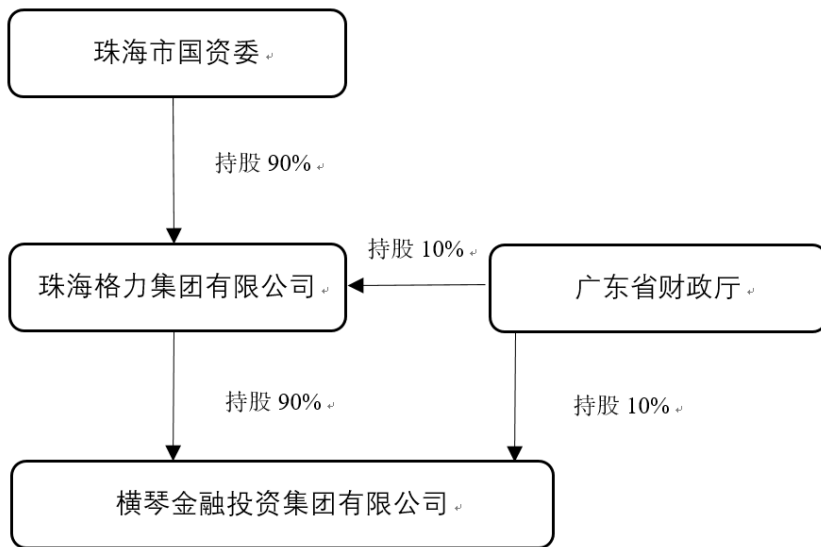 珠海市国资委
持股 90%
持股 10%
珠海格力集团有限公司
广东省财政厅
持股 90%
持股 10%
横琴金融投资集团有限公司